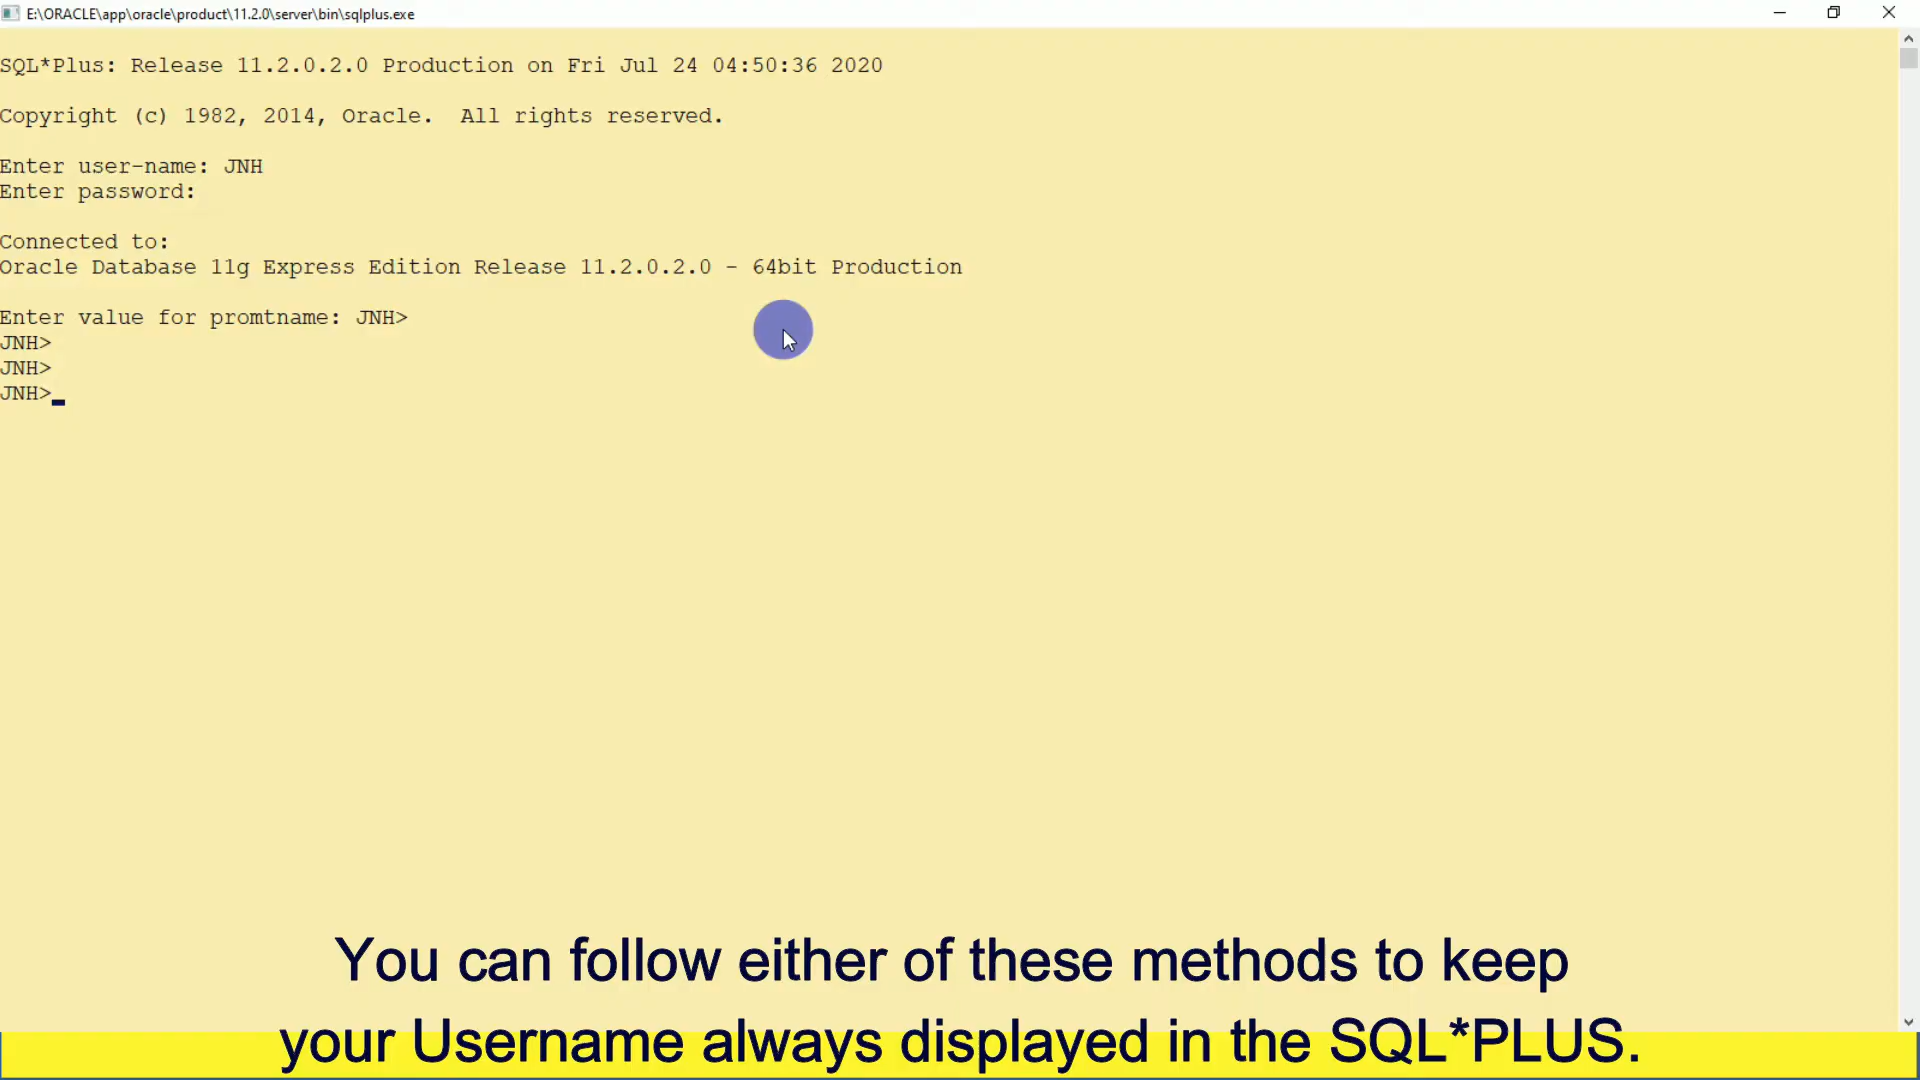 E:\ORACLE\app\oracle\product\11.2.0\server\bin\sqlplus.exe
SQL*Plus: Release 11.2.0.2.0 Production on Fri Jul 24 04:50:36 2020
Copyright (c) 1982, 2014, Oracle.  All rights reserved.
Enter user-name: JNH
Enter password:
Connected to:
Oracle Database 11g Express Edition Release 11.2.0.2.0 - 64bit Production
Enter value for promtname: JNH>
JNH>
JNH>
JNH>_
You can follow either of these methods to keep
your Username always displayed in the SQL*PLUS.